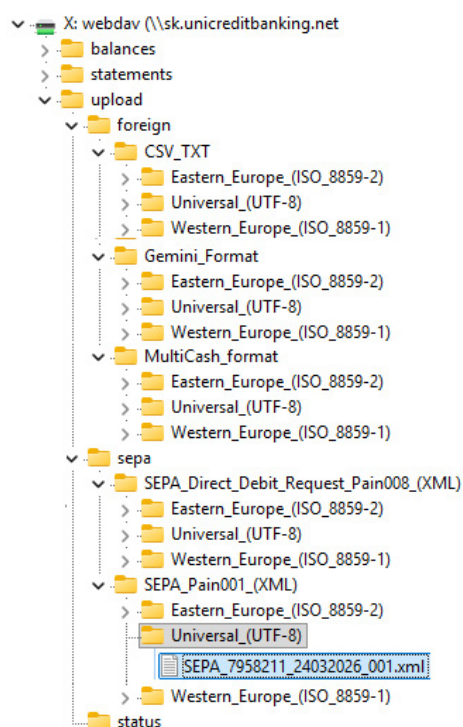 X: webdav (\\sk.unicreditbanking.net
balances
statements
upload
foreign
CSV_TXT
Eastern_Europe_(ISO_8859-2)
Universal_(UTF-8)
Western_Europe_(ISO_8859-1)
Gemini_Format
Eastern_Europe_(ISO_8859-2)
Universal_(UTF-8)
Western_Europe_(ISO_8859-1)
MultiCash_format
Eastern_Europe_(ISO_8859-2)
Universal_(UTF-8)
Western_Europe_(ISO_8859-1)
sepa
SEPA_Direct_Debit_Request_Pain008_(XML)
Eastern_Europe_(ISO_8859-2)
Universal_(UTF-8)
Western_Europe_(ISO_8859-1)
SEPA_Pain001_(XML)
Eastern_Europe_(ISO_8859-2)
Universal_(UTF-8)
SEPA_7958211_24032026_001.xml
Western_Europe_(ISO_8859-1)
status